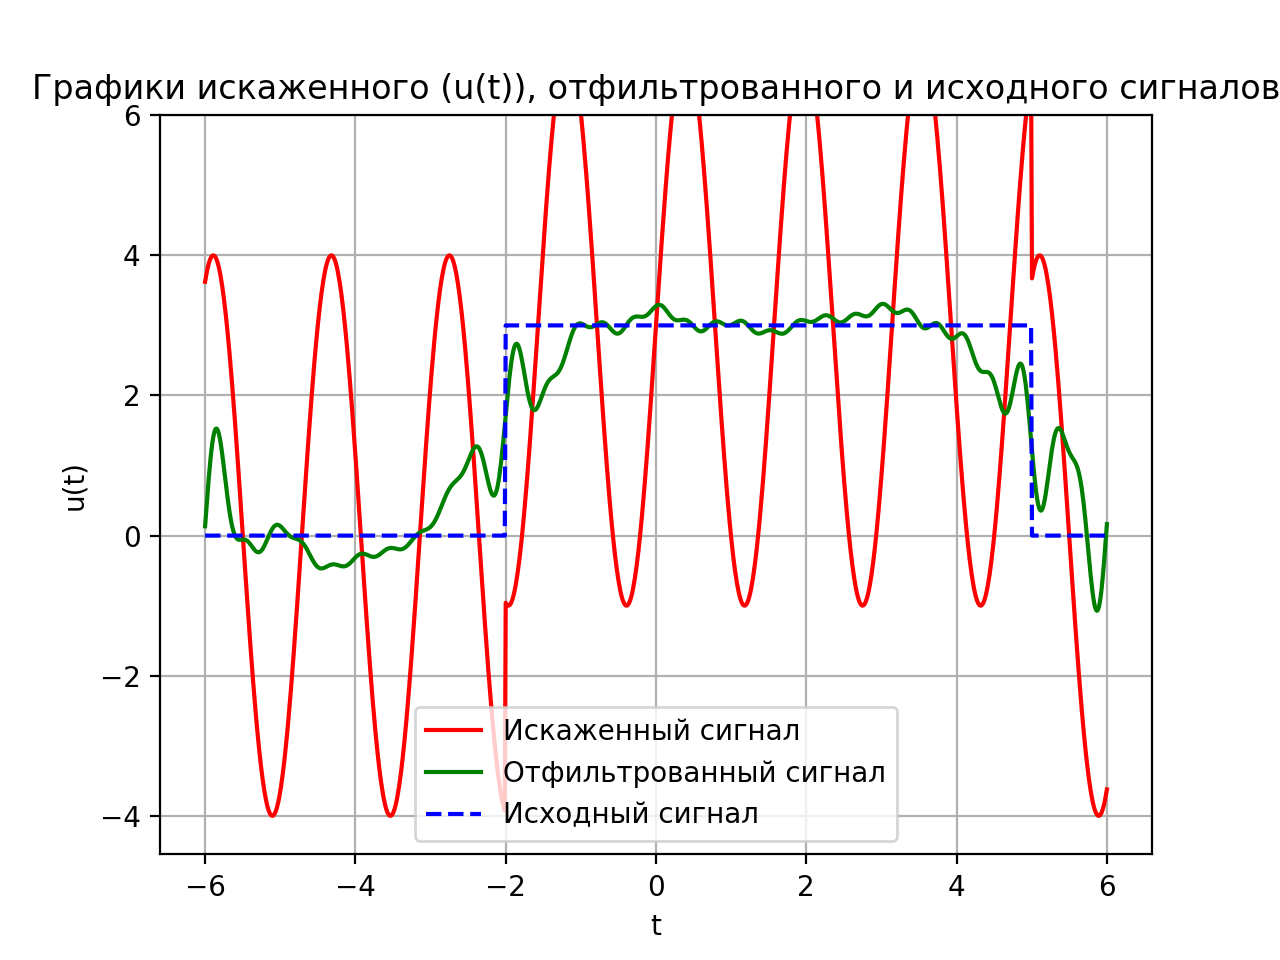 Графики искаженного (u(t)), отфильтрованного и исходного сигналов
6
4
2
0
−2
−4
u(t)
Искаженный сигнал
Отфильтрованный сигнал
Исходный сигнал
−6 −4 −2 0 2 4 6
t